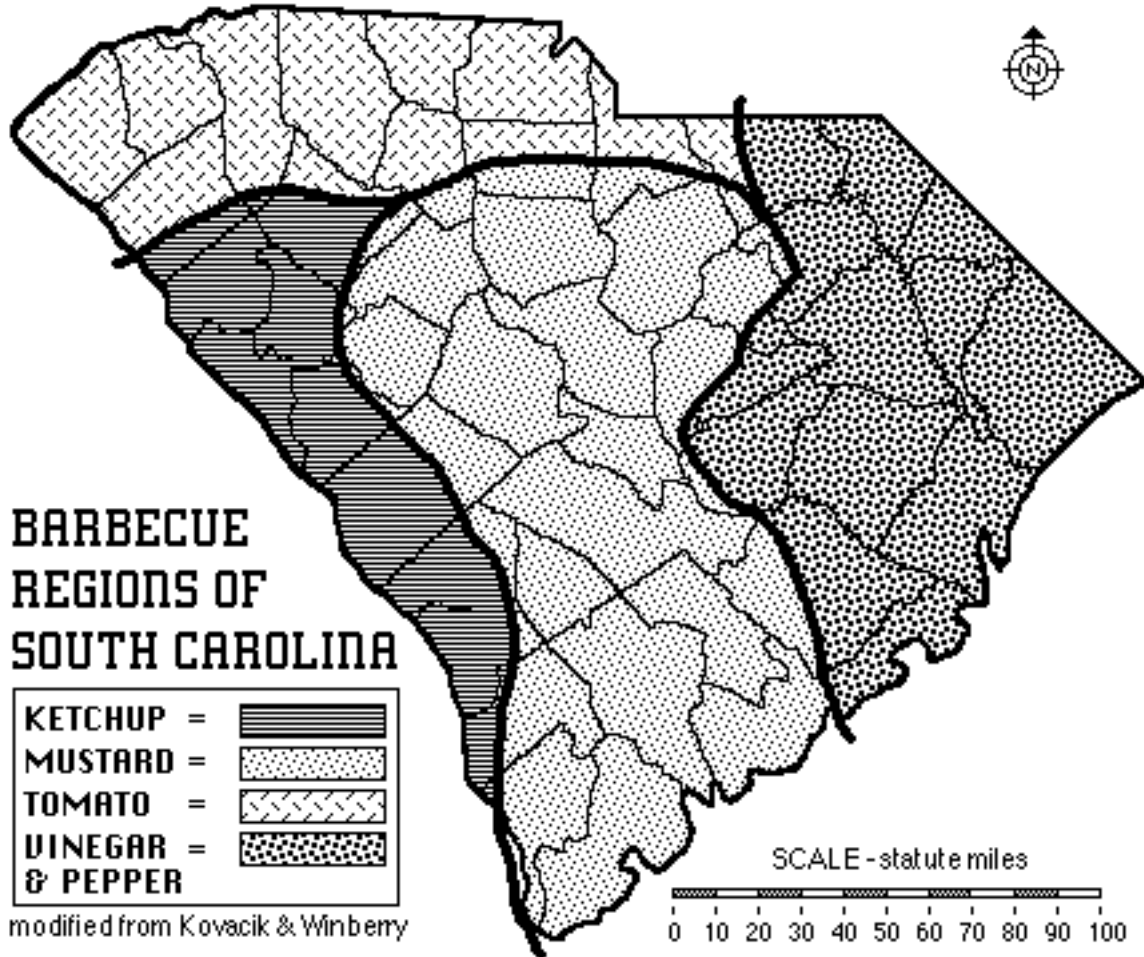 N
BARBECUE
REGIONS OF
SOUTH CAROLINA
KETCHUP =
MUSTARD =
TOMATO =
VINEGAR =
& PEPPER
modified from Kovacik & Winberry
SCALE - statute miles
0 10 20 30 40 50 60 70 80 90 100